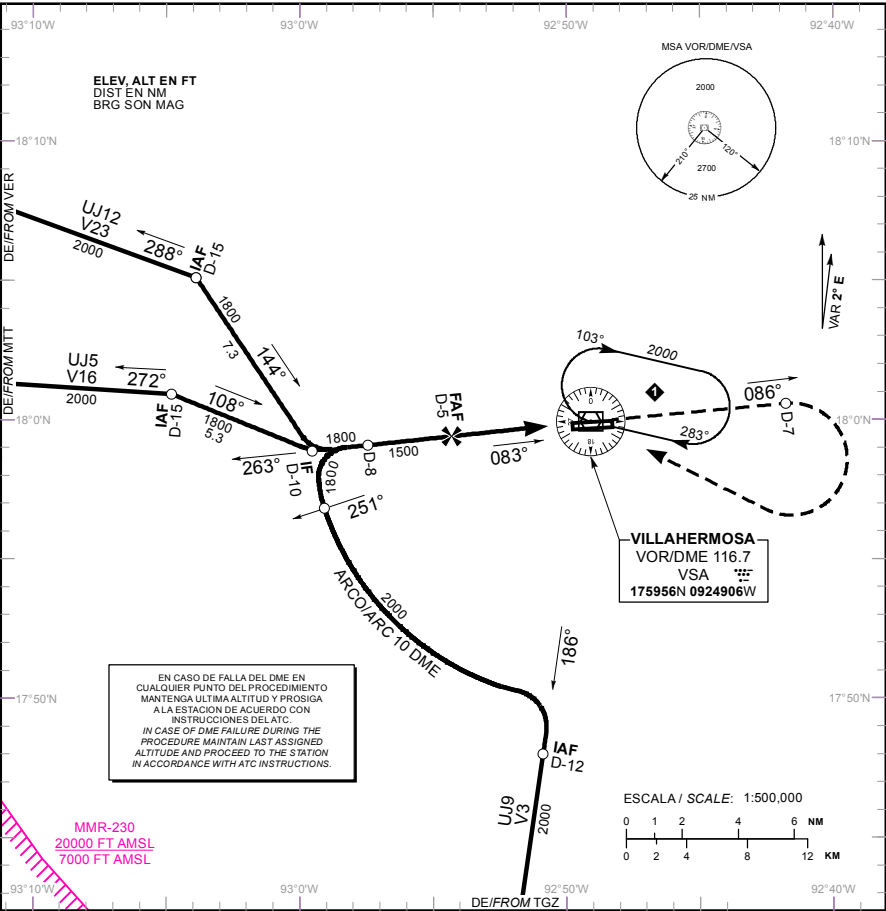 93°10'W
93°0'W
92°50'W
92°40'W
MSA VOR/DME/VSA
2000
210°
120°
2700
25 NM
ELEV, ALT EN FT
DIST EN NM
BRG SON MAG
18°10'N
18°10'N
DE/FROM VER
UJ12
V23
2000
288°
IAF
D-15
1800
7.3
144°
VAR 2° E
DE/FROM MTT
UJ5
V16
2000
272°
IAF
D-15
108°
1800
5.3
103°
2000
1
086°
D-7
283°
18°0'N
18°0'N
263°
IF
D-10
1800
D-8
1500
FAF
D-5
083°
1800
251°
0
18
VILLAHERMOSA
VOR/DME 116.7
VSA
175956N 0924906W
2000
ARCO/ARC 10 DME
186°
17°50'N
17°50'N
EN CASO DE FALLA DEL DME EN
CUALQUIER PUNTO DEL PROCEDIMIENTO
MANTENGA ULTIMA ALTITUD Y PROSIGA
A LA ESTACION DE ACUERDO CON
INSTRUCCIONES DEL ATC.
IN CASE OF DME FAILURE DURING THE
PROCEDURE MAINTAIN LAST ASSIGNED
ALTITUDE AND PROCEED TO THE STATION
IN ACCORDANCE WITH ATC INSTRUCTIONS.
IAF
D-12
UJ9
V3
2000
DE/FROM TGZ
ESCALA / SCALE: 1:500,000
0 1 2 4 6 NM
0 2 4 8 12 KM
MMR-230
20000 FT AMSL
7000 FT AMSL
93°10'W
93°0'W
92°50'W
92°40'W